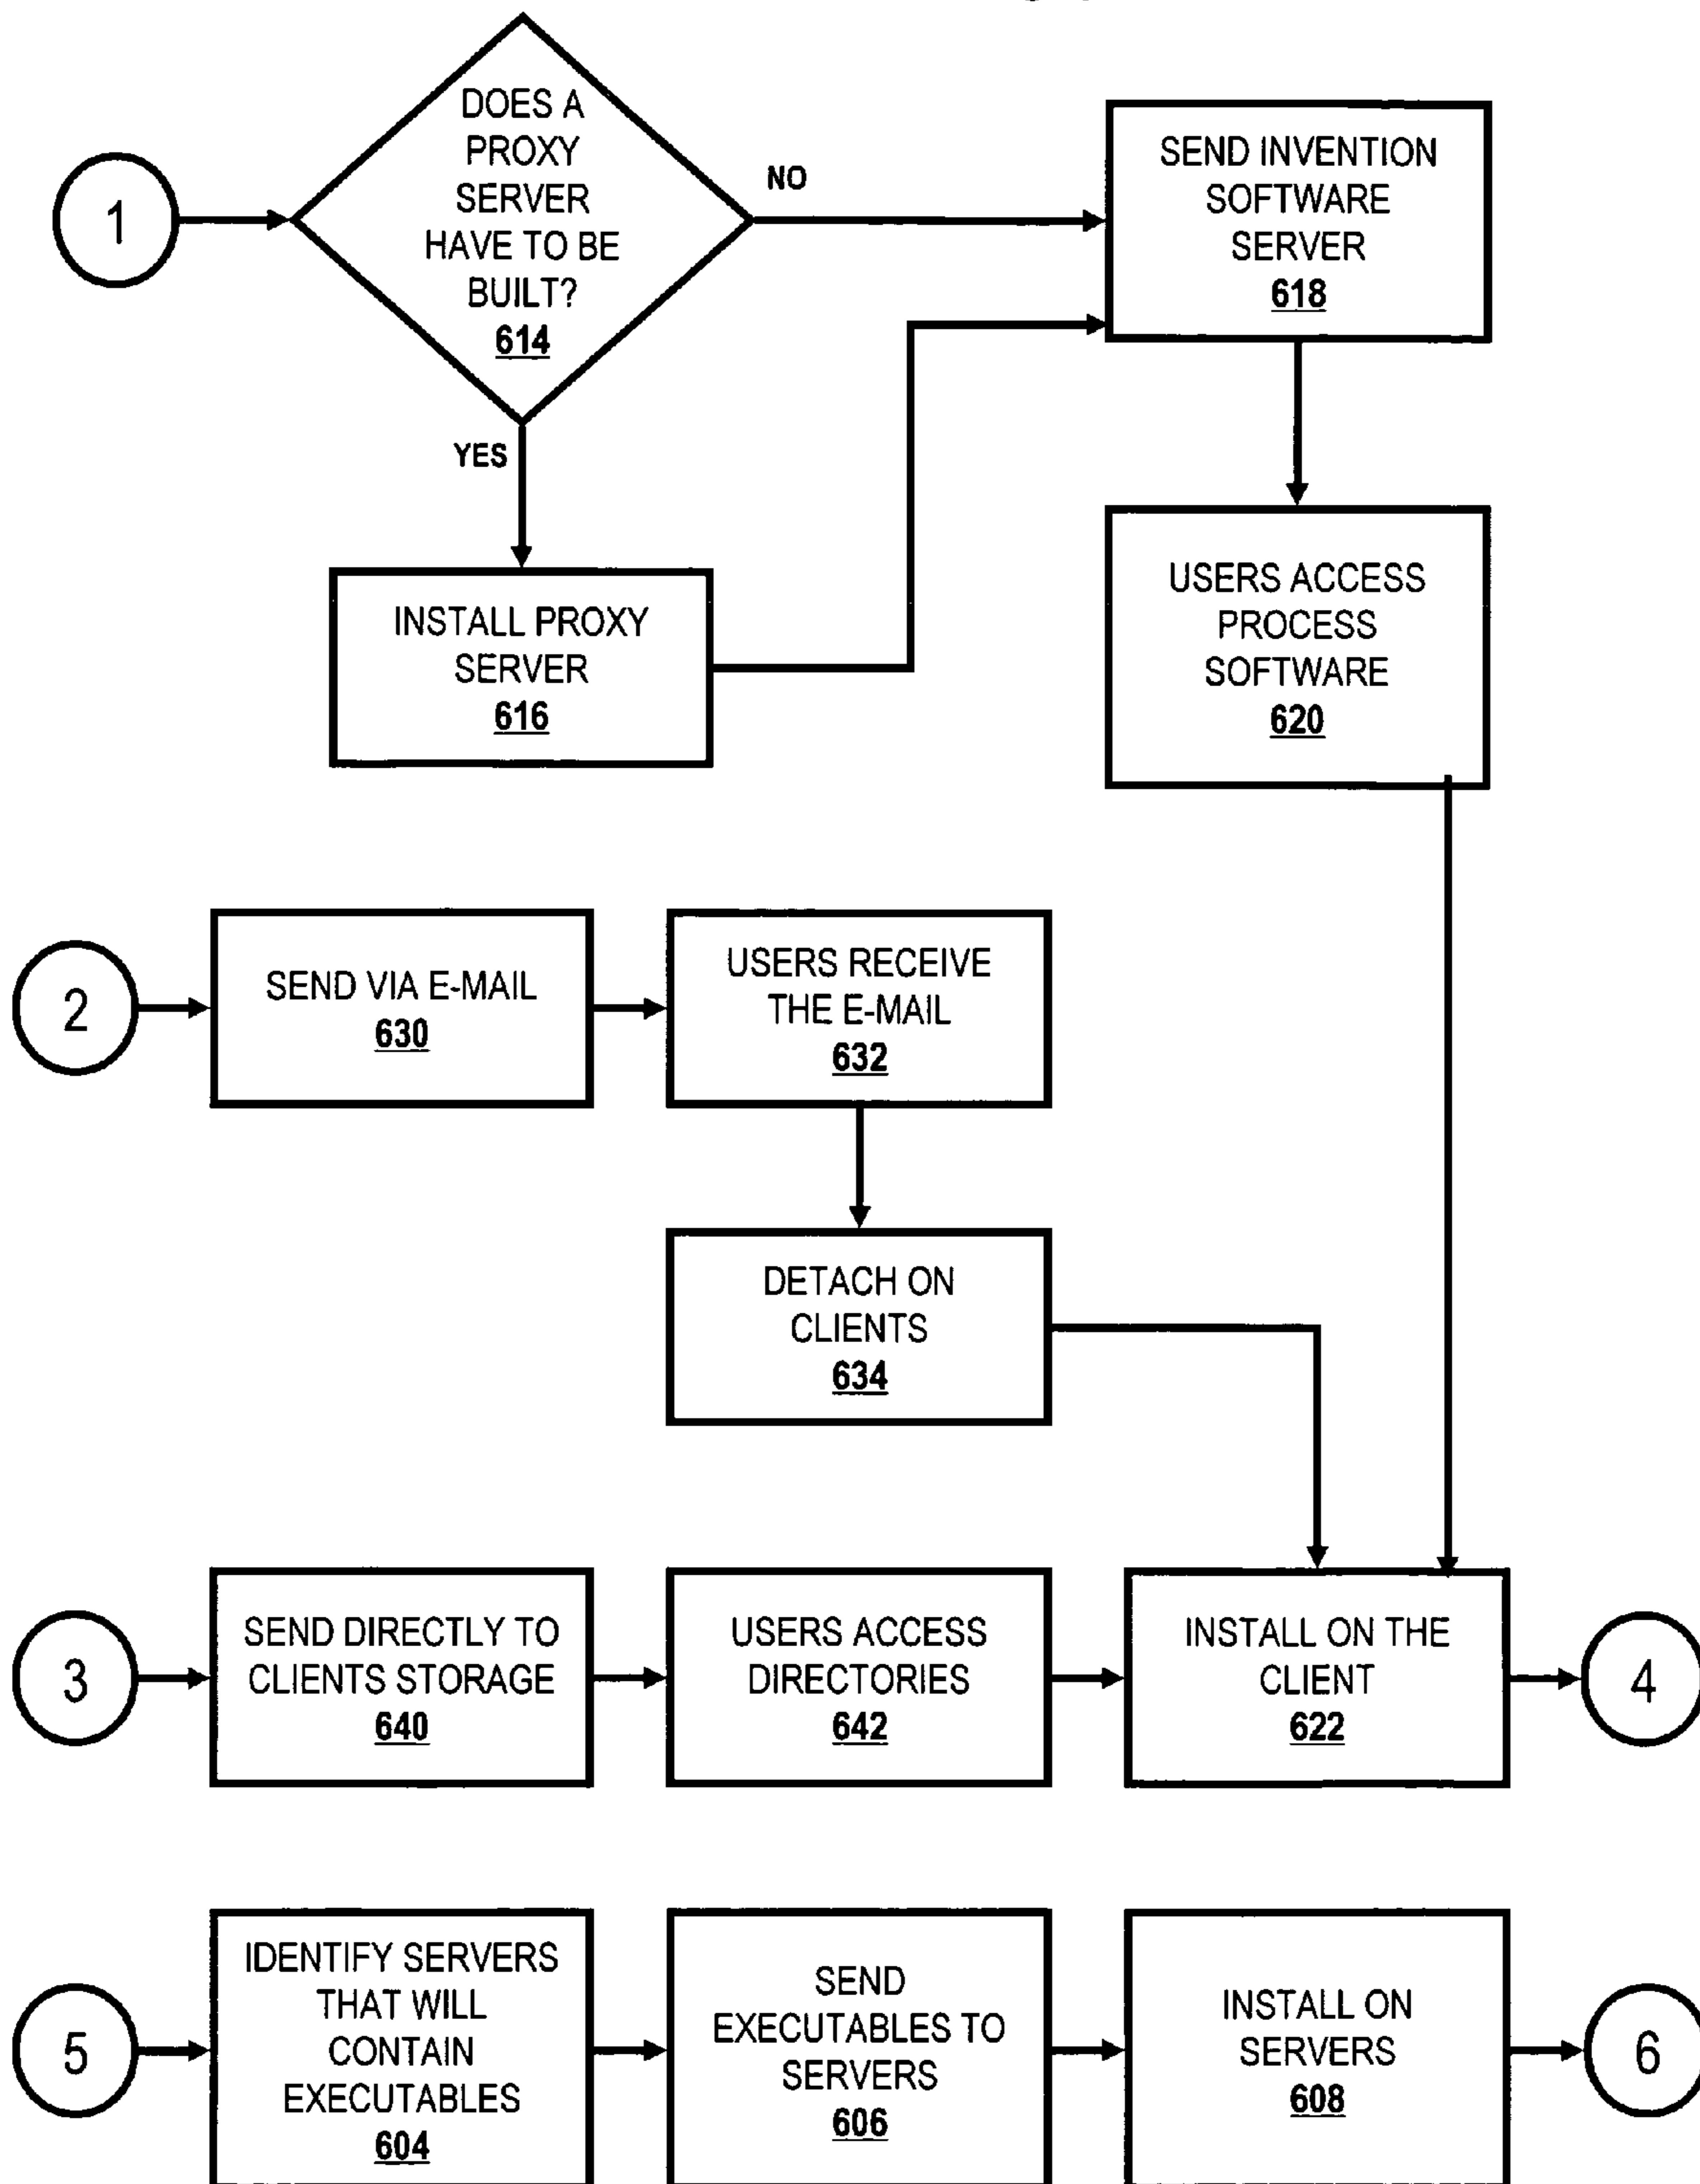 1
DOES A
PROXY
SERVER
HAVE TO BE
BUILT?
614
NO
YES
SEND INVENTION
SOFTWARE
SERVER
618
INSTALL PROXY
SERVER
616
USERS ACCESS
PROCESS
SOFTWARE
620
2
SEND VIA E-MAIL
630
USERS RECEIVE
THE E-MAIL
632
DETACH ON
CLIENTS
634
3
SEND DIRECTLY TO
CLIENTS STORAGE
640
USERS ACCESS
DIRECTORIES
642
INSTALL ON THE
CLIENT
622
4
5
IDENTIFY SERVERS
THAT WILL
CONTAIN
EXECUTABLES
604
SEND
EXECUTABLES TO
SERVERS
606
INSTALL ON
SERVERS
608
6